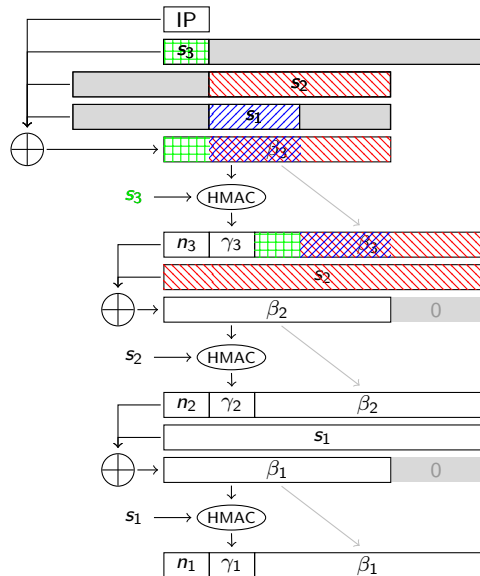 IP
s₃
s₂
s₁
β₃
s₃ HMAC
n₃ γ₃ β₃
s₂
β₂ 0
s₂ HMAC
n₂ γ₂ β₂
s₁
β₁ 0
s₁ HMAC
n₁ γ₁ β₁